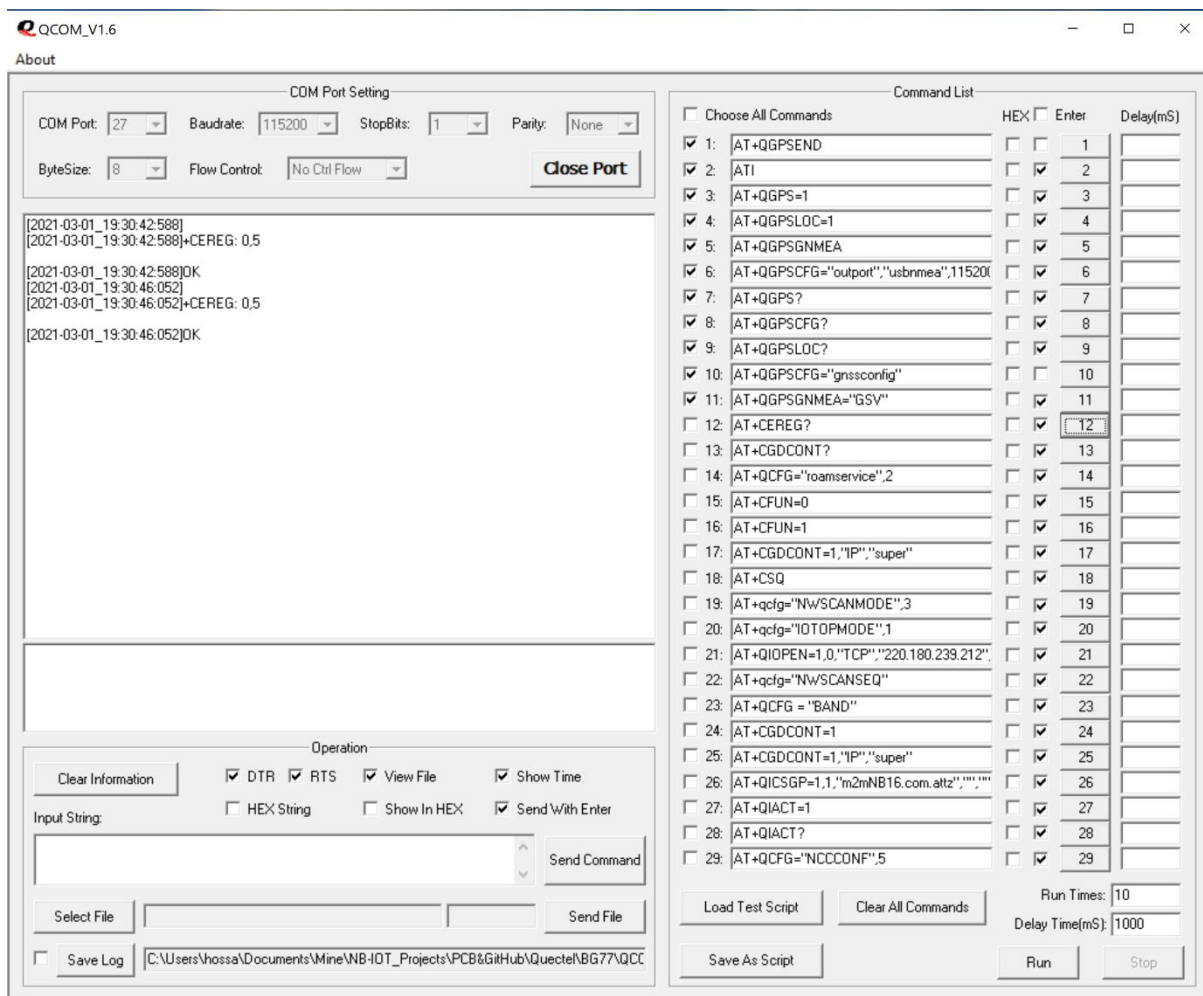 QCOM_V1.6
About
COM Port Setting
COM Port: 27 Baudrate: 115200 StopBits: 1 Parity: None
ByteSize: 8 Flow Control: No Ctrl Flow Close Port
[2021-03-01_19:30:42:588]
[2021-03-01_19:30:42:588]+CEREG: 0,5
[2021-03-01_19:30:42:588]OK
[2021-03-01_19:30:46:052]
[2021-03-01_19:30:46:052]+CEREG: 0,5
[2021-03-01_19:30:46:052]OK
Operation
Clear Information DTR RTS View File Show Time
HEX String Show In HEX Send With Enter
Input String:
Send Command
Select File Send File
Save Log C:\Users\hossa\Documents\Mine\NB-IOT_Projects\PCB&GitHub\Quectel\BG77\QCC
Command List
Choose All Commands HEX Enter Delay(mS)
1: AT+QGPSEND 1
2: ATI 2
3: AT+QGPS=1 3
4: AT+QGPSLOC=1 4
5: AT+QGPSGNMEA 5
6: AT+QGPSCFG="outport","usbnmea",115200 6
7: AT+QGPS? 7
8: AT+QGPSCFG? 8
9: AT+QGPSLOC? 9
10: AT+QGPSCFG="gnssconfig" 10
11: AT+QGPSGNMEA="GSV" 11
12: AT+CEREG? 12
13: AT+CGDCONT? 13
14: AT+QCFG="roamservice",2 14
15: AT+CFUN=0 15
16: AT+CFUN=1 16
17: AT+CGDCONT=1,"IP","super" 17
18: AT+CSQ 18
19: AT+qcfg="NWSCANMODE",3 19
20: AT+qcfg="IOTOPMODE",1 20
21: AT+QIOPEN=1,0,"TCP","220.180.239.212", 21
22: AT+qcfg="NWSCANSEQ" 22
23: AT+QCFG = "BAND" 23
24: AT+CGDCONT=1 24
25: AT+CGDCONT=1,"IP","super" 25
26: AT+QICSGP=1,1,"m2mNB16.com.attz","","" 26
27: AT+QIACT=1 27
28: AT+QIACT? 28
29: AT+QCFG="NCCCONF",5 29
Load Test Script Clear All Commands Run Times: 10
Delay Time(mS): 1000
Save As Script Run Stop